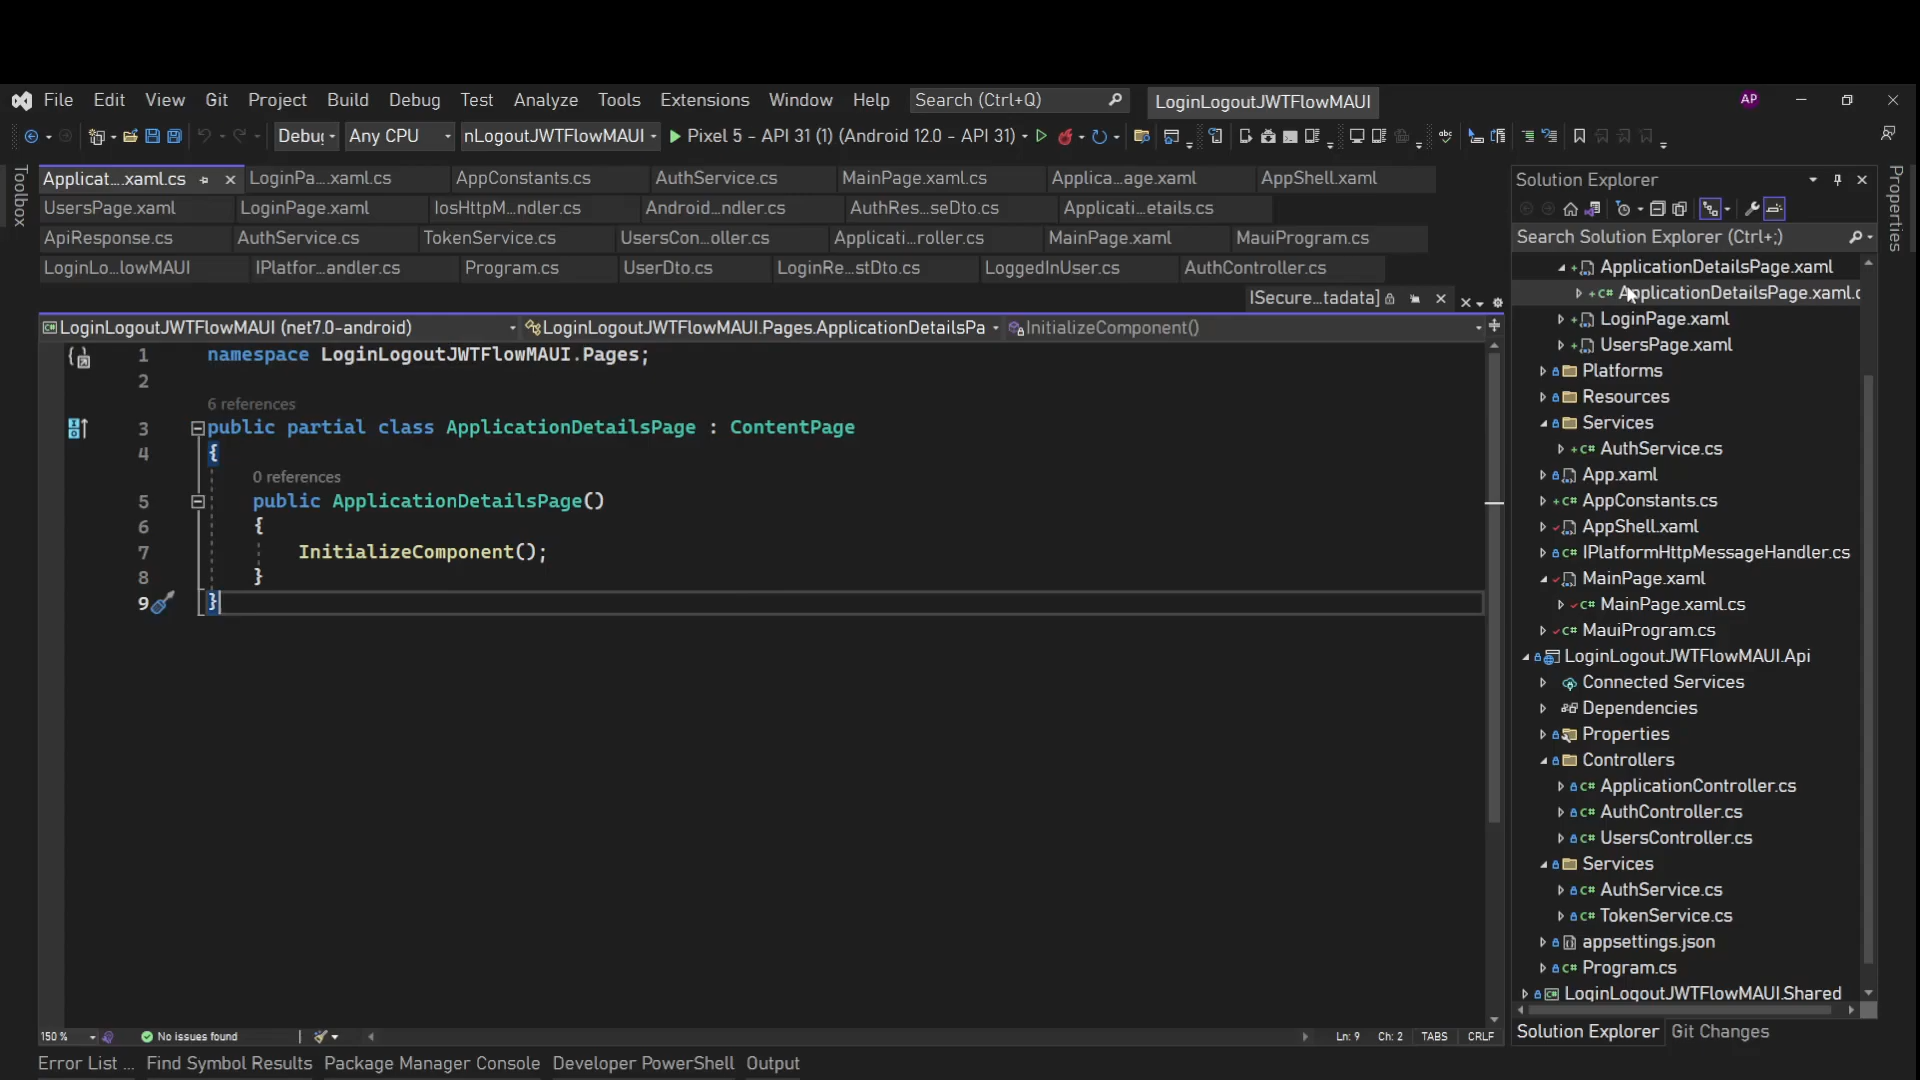 File Edit View Git Project Build Debug Test Analyze Tools Extensions Window Help Search (Ctrl+Q) LoginLogoutJWTFlowMAUI AP
Debug Any CPU nLogoutJWTFlowMAUI Pixel 5 - API 31 (1) (Android 12.0 - API 31)
Toolbox
Applicat....xaml.cs LoginPa....xaml.cs AppConstants.cs AuthService.cs MainPage.xaml.cs Applica...age.xaml AppShell.xaml
UsersPage.xaml LoginPage.xaml IosHttpM...ndler.cs Android...ndler.cs AuthRes...seDto.cs Applicati...etails.cs
ApiResponse.cs AuthService.cs TokenService.cs UsersCon...oller.cs Applicati...roller.cs MainPage.xaml MauiProgram.cs
LoginLo...lowMAUI IPlatfor...andler.cs Program.cs UserDto.cs LoginRe...stDto.cs LoggedInUser.cs AuthController.cs
ISecure...tadata]
LoginLogoutJWTFlowMAUI (net7.0-android) LoginLogoutJWTFlowMAUI.Pages.ApplicationDetailsPa InitializeComponent()
1 namespace LoginLogoutJWTFlowMAUI.Pages;
2
6 references
3 public partial class ApplicationDetailsPage : ContentPage
4 {
0 references
5 public ApplicationDetailsPage()
6 {
7 InitializeComponent();
8 }
9 }
150 % No issues found Ln: 9 Ch: 2 TABS CRLF
Error List ... Find Symbol Results Package Manager Console Developer PowerShell Output
Solution Explorer
Search Solution Explorer (Ctrl+;)
ApplicationDetailsPage.xaml
ApplicationDetailsPage.xaml.c
LoginPage.xaml
UsersPage.xaml
Platforms
Resources
Services
AuthService.cs
App.xaml
AppConstants.cs
AppShell.xaml
IPlatformHttpMessageHandler.cs
MainPage.xaml
MainPage.xaml.cs
MauiProgram.cs
LoginLogoutJWTFlowMAUI.Api
Connected Services
Dependencies
Properties
Controllers
ApplicationController.cs
AuthController.cs
UsersController.cs
Services
AuthService.cs
TokenService.cs
appsettings.json
Program.cs
LoginLogoutJWTFlowMAUI.Shared
Solution Explorer Git Changes
Properties